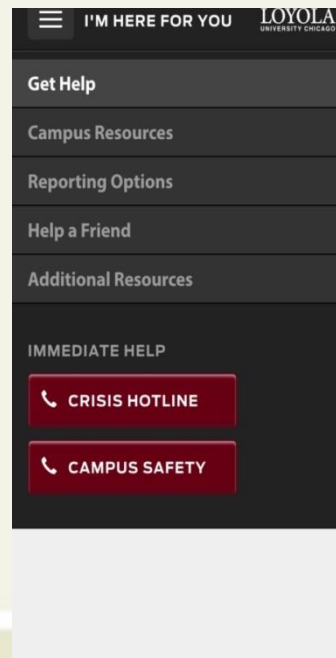 I'M HERE FOR YOU
LOYOLA
UNIVERSITY CHICAGO
Get Help
Campus Resources
Reporting Options
Help a Friend
Additional Resources
IMMEDIATE HELP
CRISIS HOTLINE
CAMPUS SAFETY